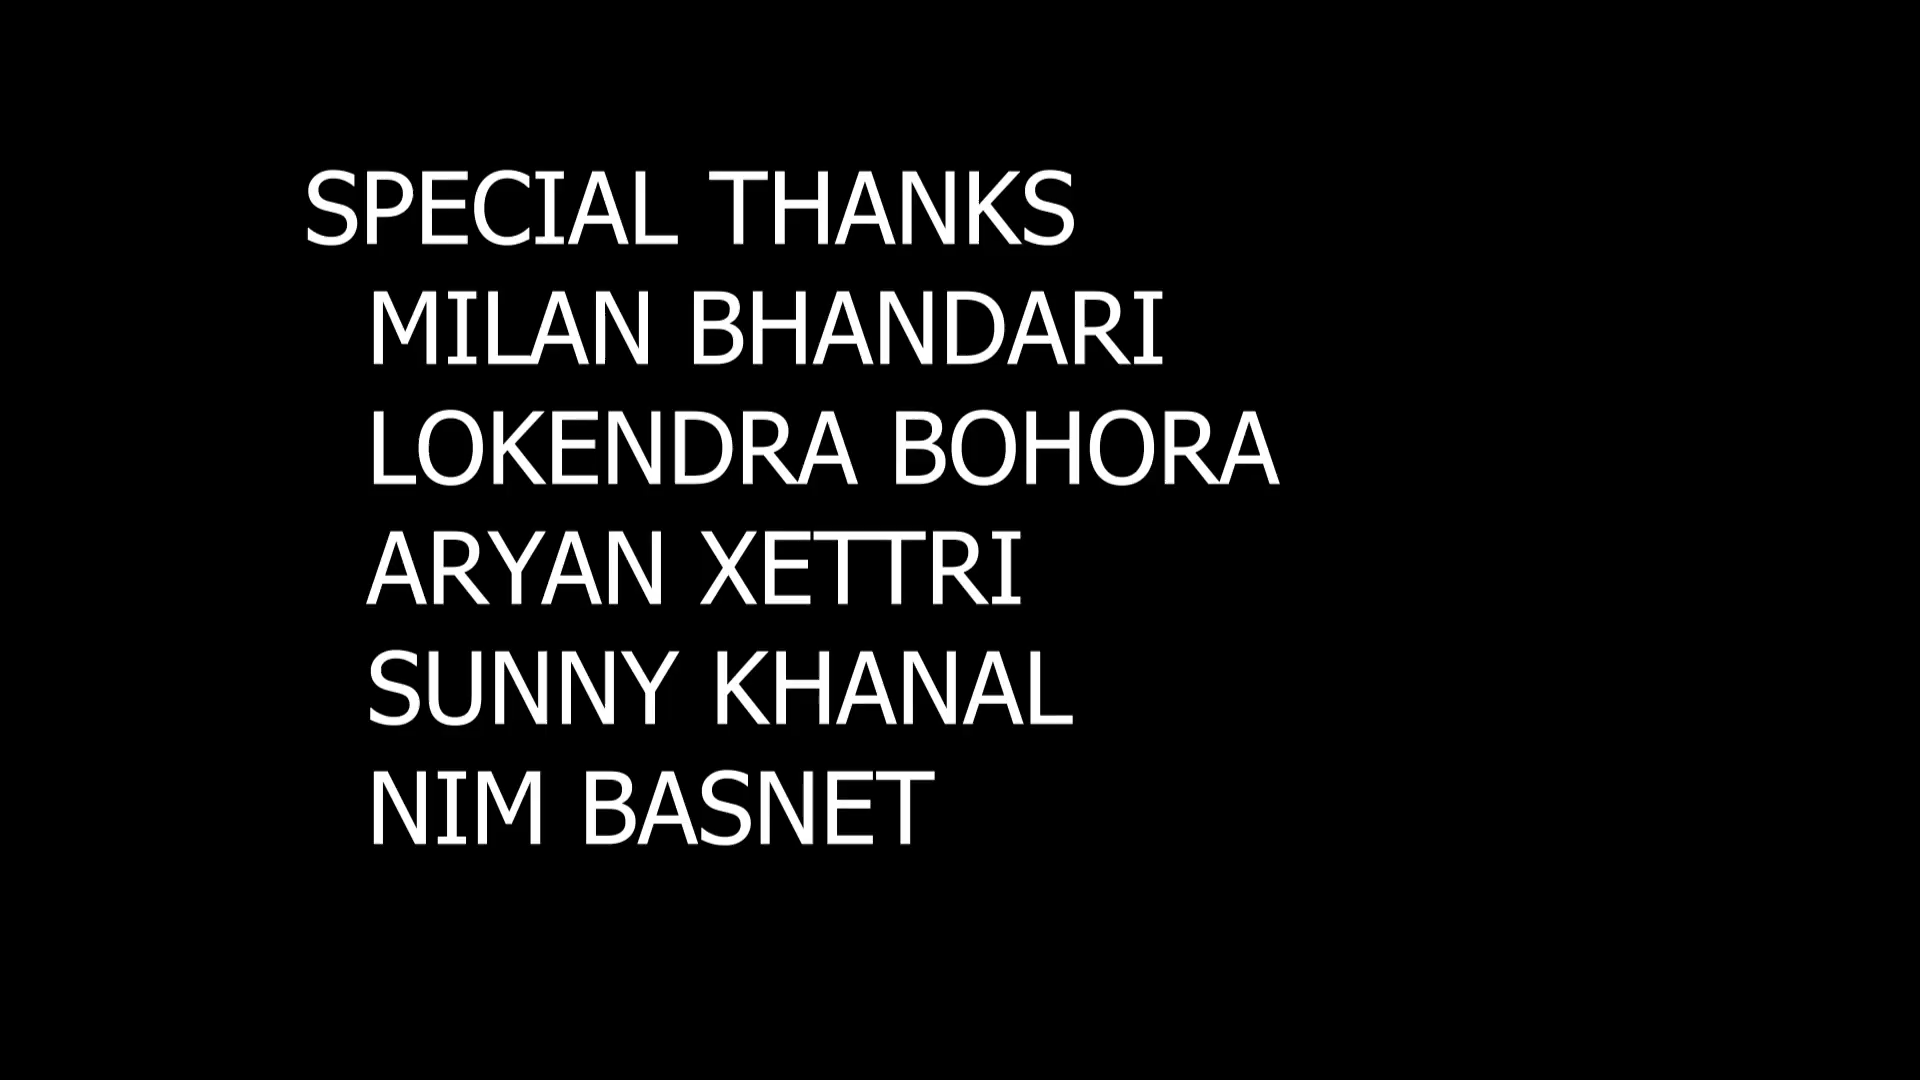 SPECIAL THANKS
MILAN BHANDARI
LOKENDRA BOHORA
ARYAN XETTRI
SUNNY KHANAL
NIM BASNET